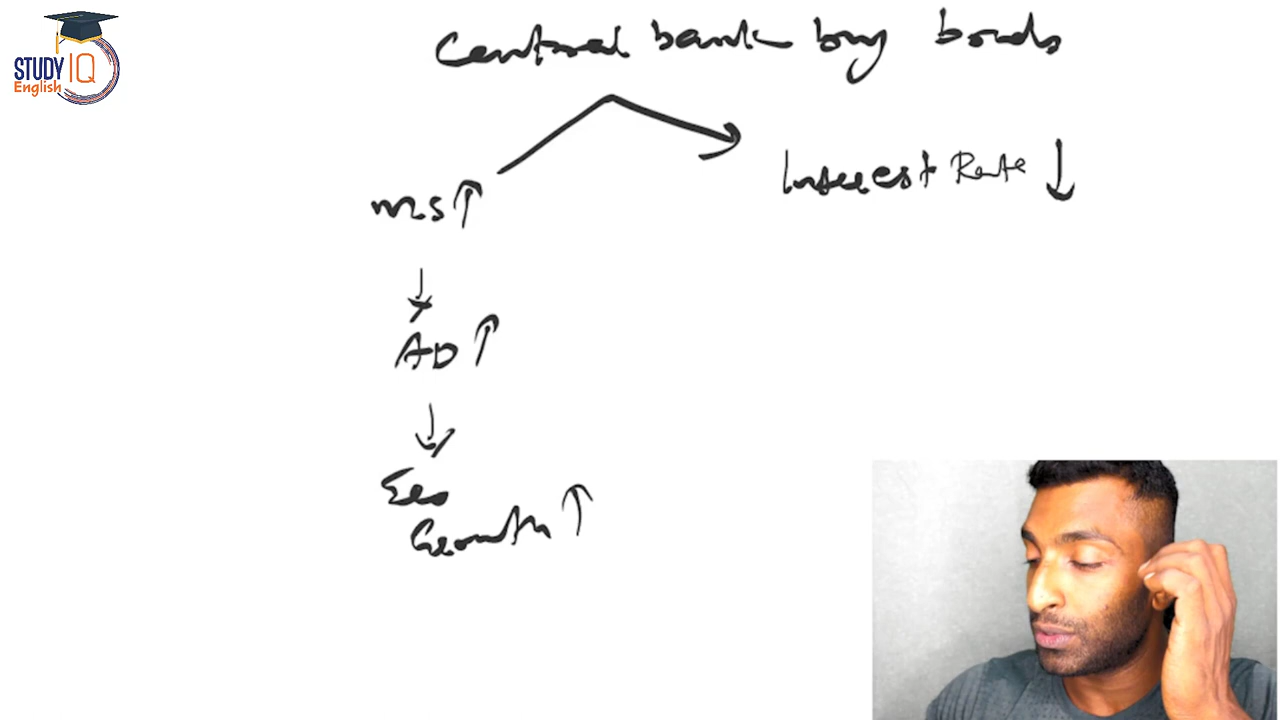 STUDY IQ
English
Central bank buy bonds
Interest Rate ↓
MS ↑
↓
AD ↑
↓
Eco
Growth ↑